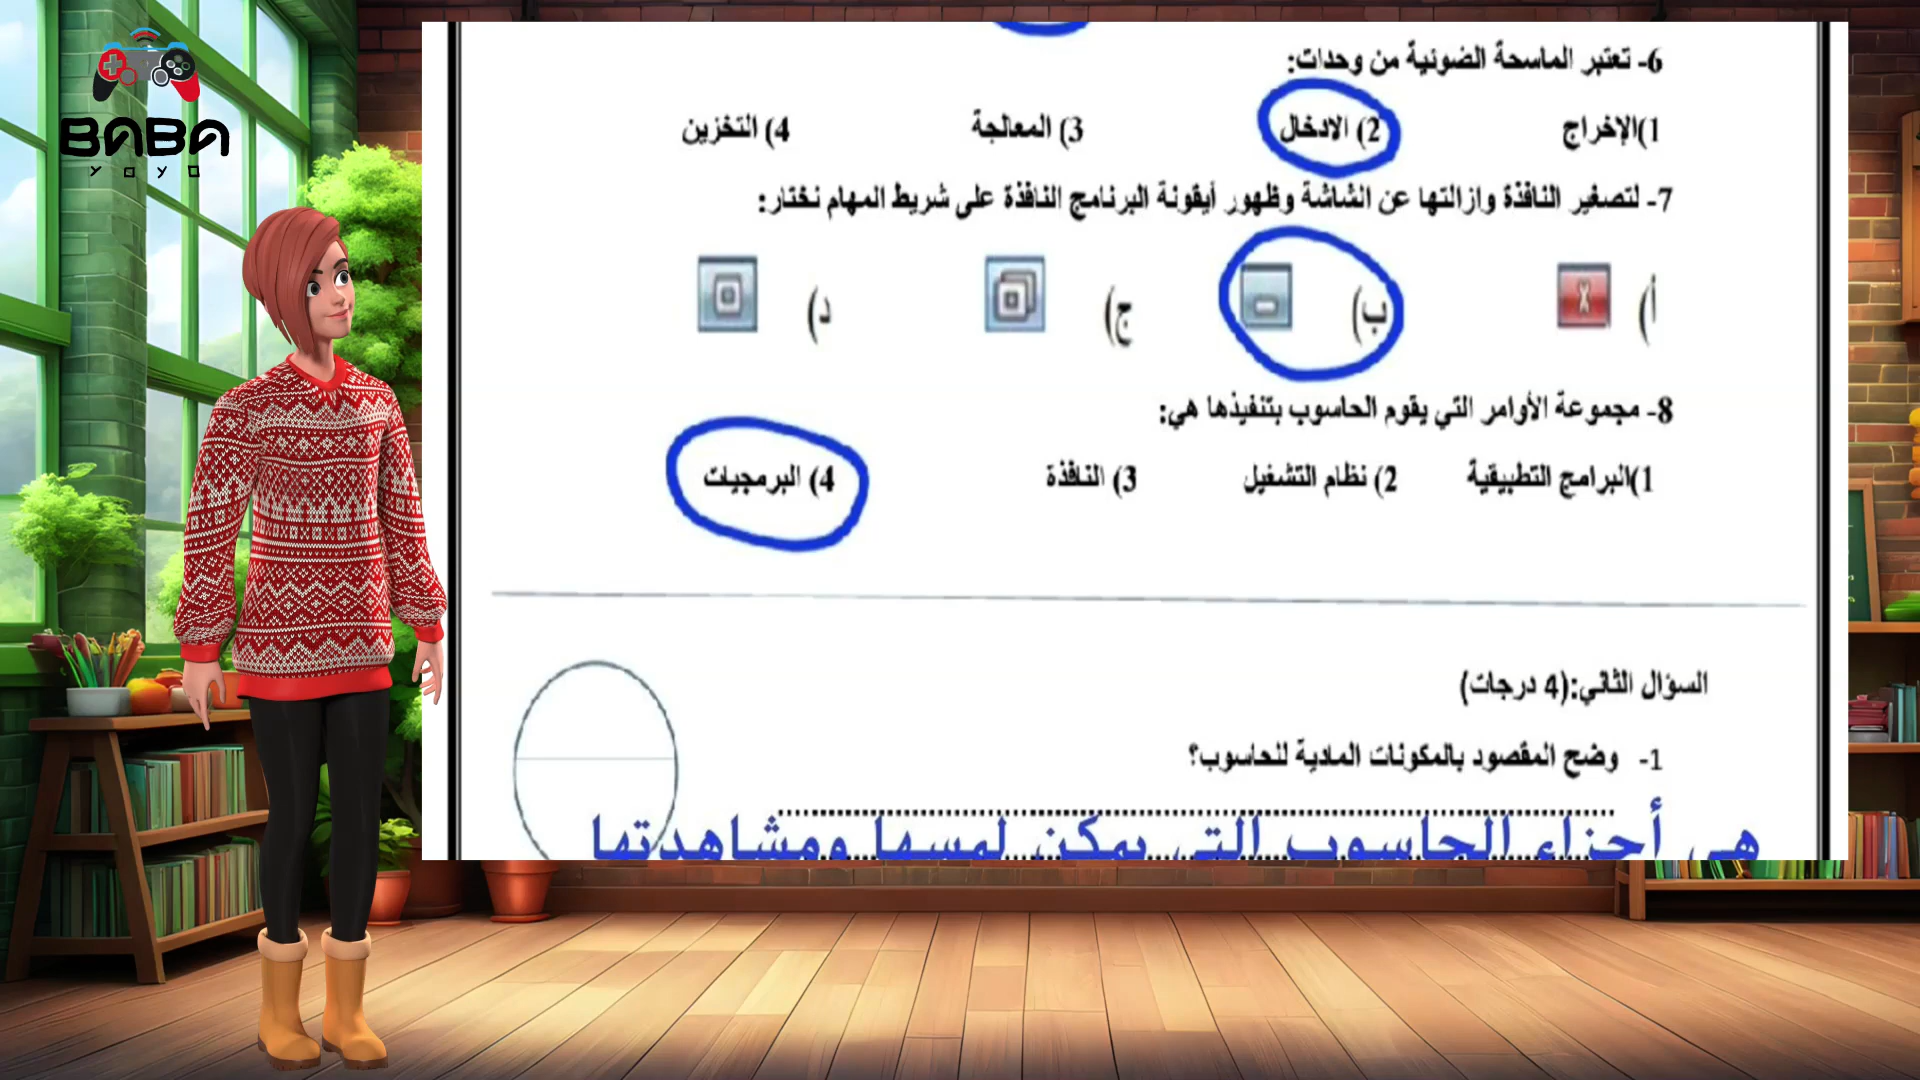 BABA
YOYO
6- تعتبر الماسحة الضوئية من وحدات:
1)الإخراج 2) الادخال 3) المعالجة 4) التخزين
7- لتصغير النافذة وازالتها عن الشاشة وظهور أيقونة البرنامج النافذة على شريط المهام نختار:
أ) ب) ج) د)
8- مجموعة الأوامر التي يقوم الحاسوب بتنفيذها هي:
1)البرامج التطبيقية 2) نظام التشغيل 3) النافذة 4) البرمجيات
السؤال الثاني:(4 درجات)
1- وضح المقصود بالمكونات المادية للحاسوب؟
هي أجزاء الحاسوب التي يمكن لمسها ومشاهدتها